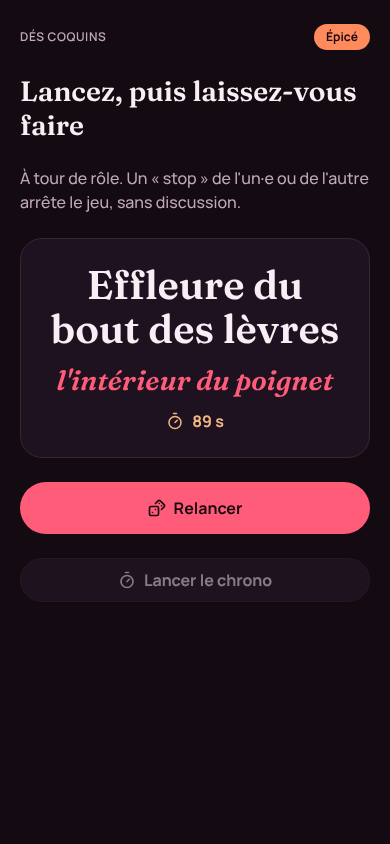 DÉS COQUINS
Épicé
Lancez, puis laissez-vous
faire
À tour de rôle. Un « stop » de l'un·e ou de l'autre
arrête le jeu, sans discussion.
Effleure du
bout des lèvres
l'intérieur du poignet
89 s
Relancer
Lancer le chrono